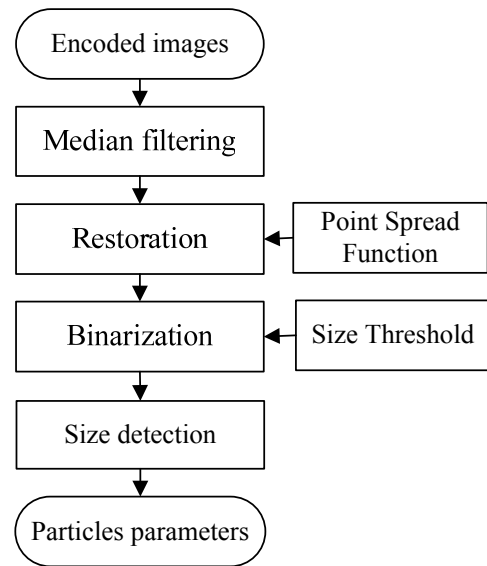 Encoded images
Median filtering
Restoration
Point Spread
Function
Binarization
Size Threshold
Size detection
Particles parameters